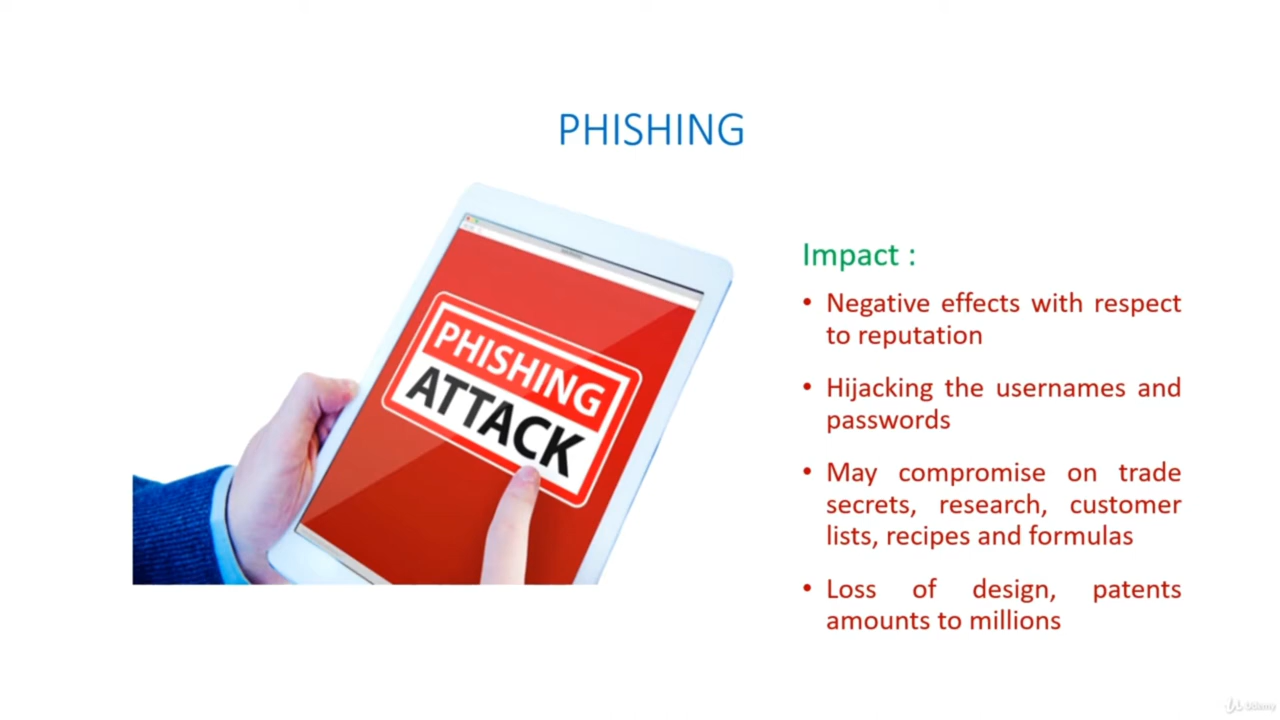 PHISHING
PHISHING
ATTACK
Impact :
• Negative effects with respect
to reputation
• Hijacking the usernames and
passwords
• May compromise on trade
secrets, research, customer
lists, recipes and formulas
• Loss of design, patents
amounts to millions
Udemy